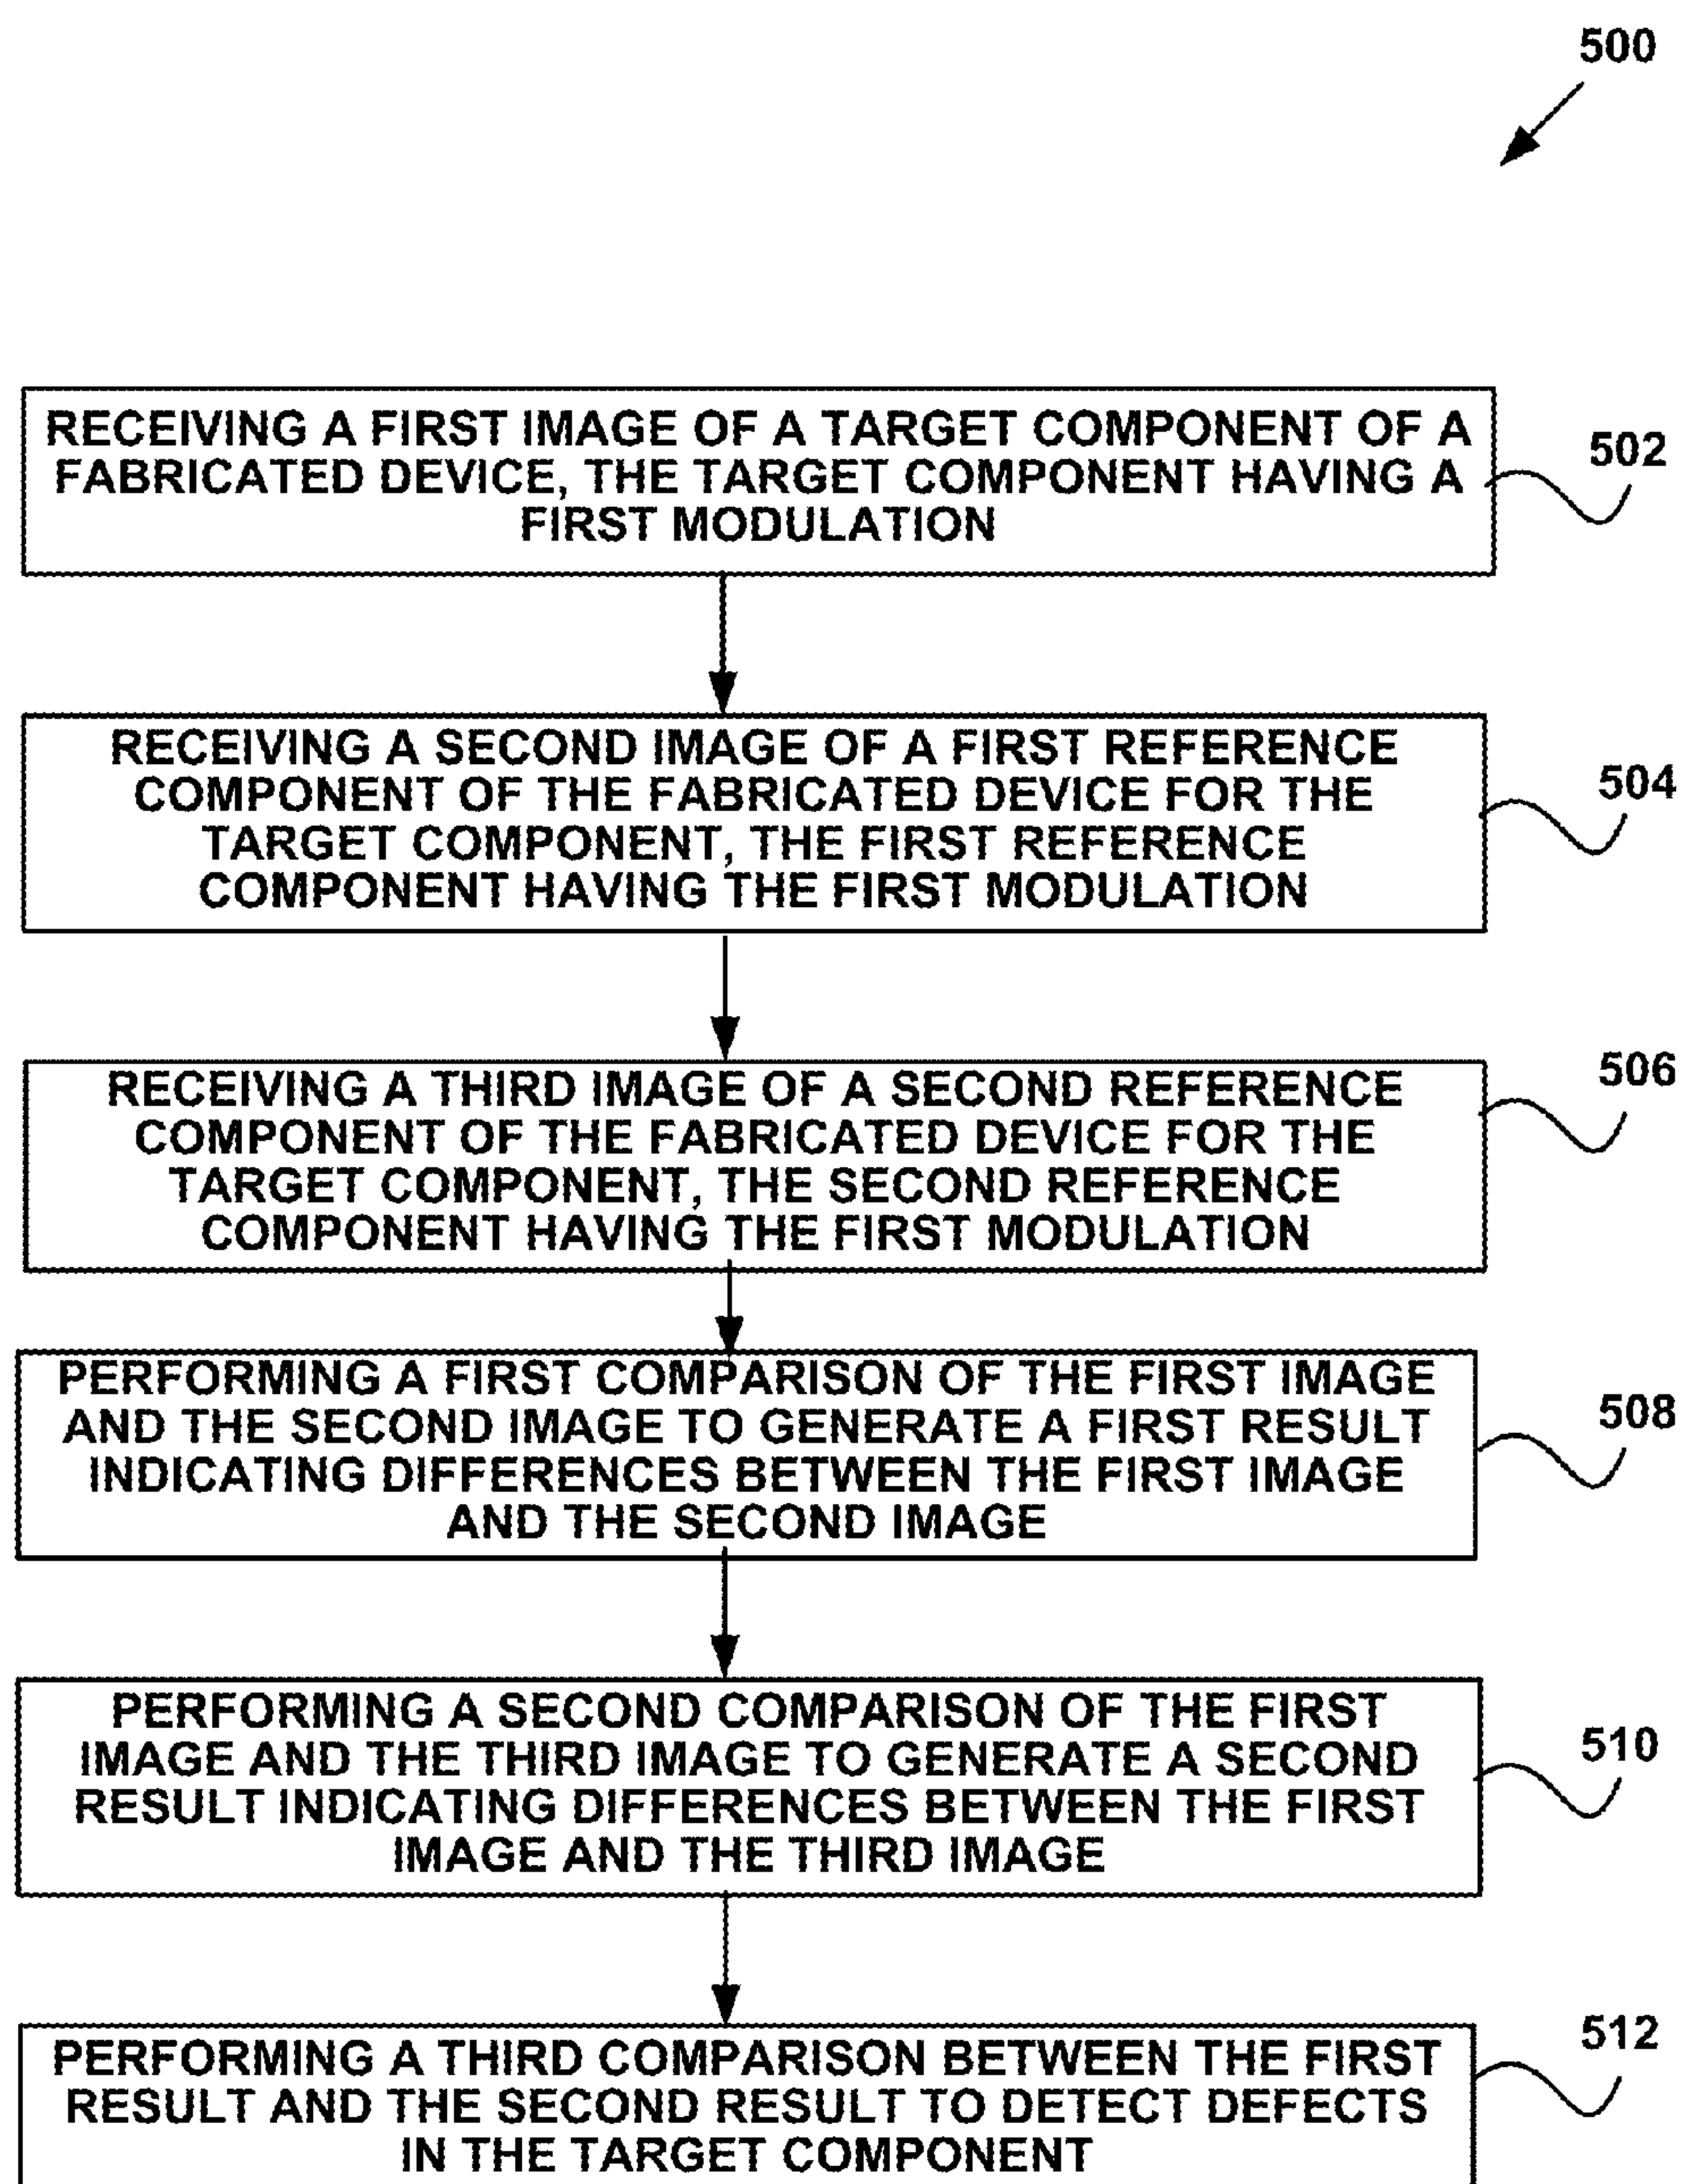 500
RECEIVING A FIRST IMAGE OF A TARGET COMPONENT OF A
FABRICATED DEVICE, THE TARGET COMPONENT HAVING A
FIRST MODULATION
502
RECEIVING A SECOND IMAGE OF A FIRST REFERENCE
COMPONENT OF THE FABRICATED DEVICE FOR THE
TARGET COMPONENT, THE FIRST REFERENCE
COMPONENT HAVING THE FIRST MODULATION
504
RECEIVING A THIRD IMAGE OF A SECOND REFERENCE
COMPONENT OF THE FABRICATED DEVICE FOR THE
TARGET COMPONENT, THE SECOND REFERENCE
COMPONENT HAVING THE FIRST MODULATION
506
PERFORMING A FIRST COMPARISON OF THE FIRST IMAGE
AND THE SECOND IMAGE TO GENERATE A FIRST RESULT
INDICATING DIFFERENCES BETWEEN THE FIRST IMAGE
AND THE SECOND IMAGE
508
PERFORMING A SECOND COMPARISON OF THE FIRST
IMAGE AND THE THIRD IMAGE TO GENERATE A SECOND
RESULT INDICATING DIFFERENCES BETWEEN THE FIRST
IMAGE AND THE THIRD IMAGE
510
PERFORMING A THIRD COMPARISON BETWEEN THE FIRST
RESULT AND THE SECOND RESULT TO DETECT DEFECTS
IN THE TARGET COMPONENT
512